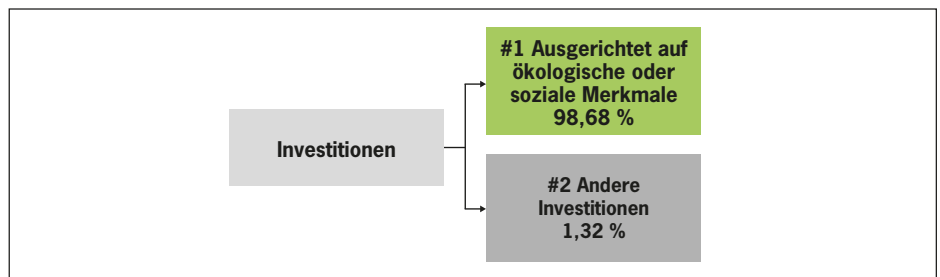 #1 Ausgerichtet auf
ökologische oder
soziale Merkmale
98,68 %
Investitionen
#2 Andere
Investitionen
1,32 %